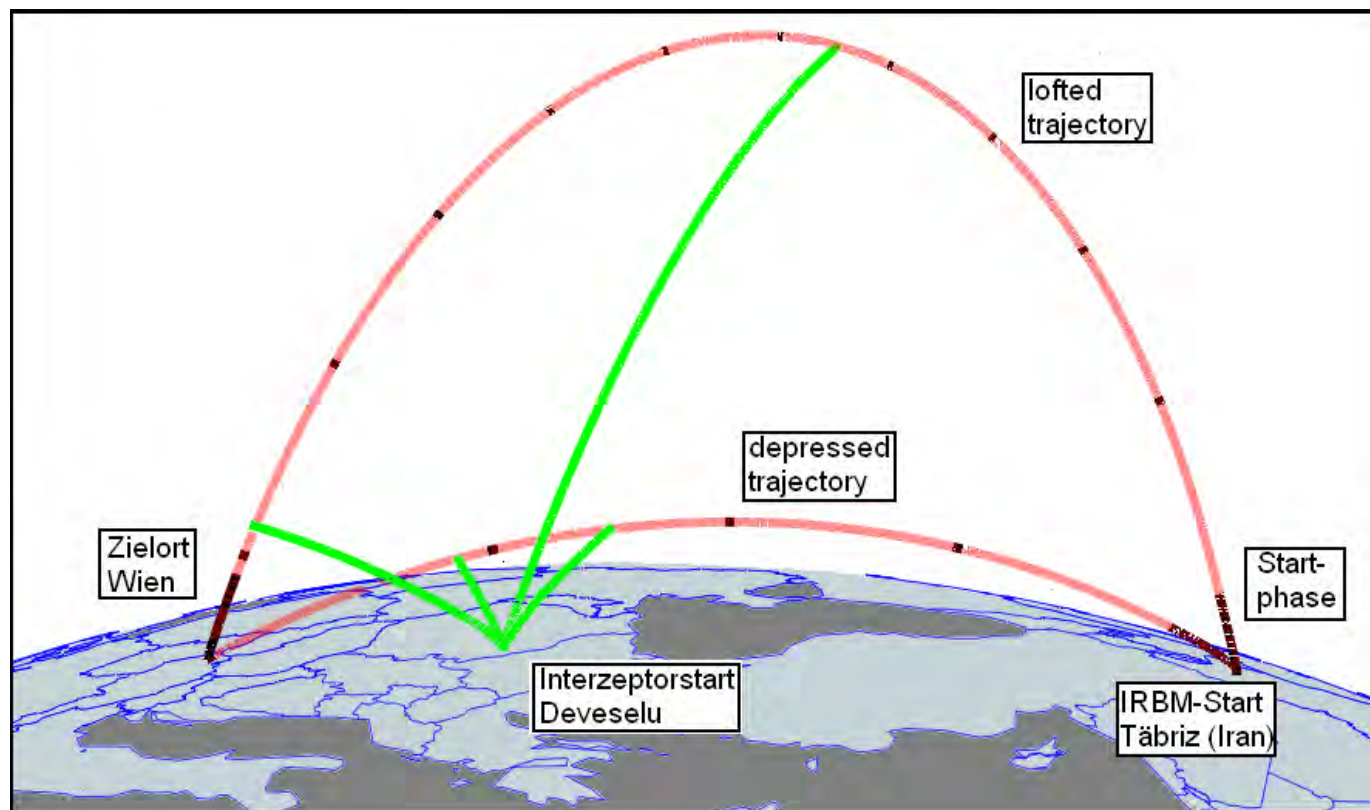 lofted
trajectory
depressed
trajectory
Zielort
Wien
Start-
phase
Interzeptorstart
Deveselu
IRBM-Start
Täbriz (Iran)